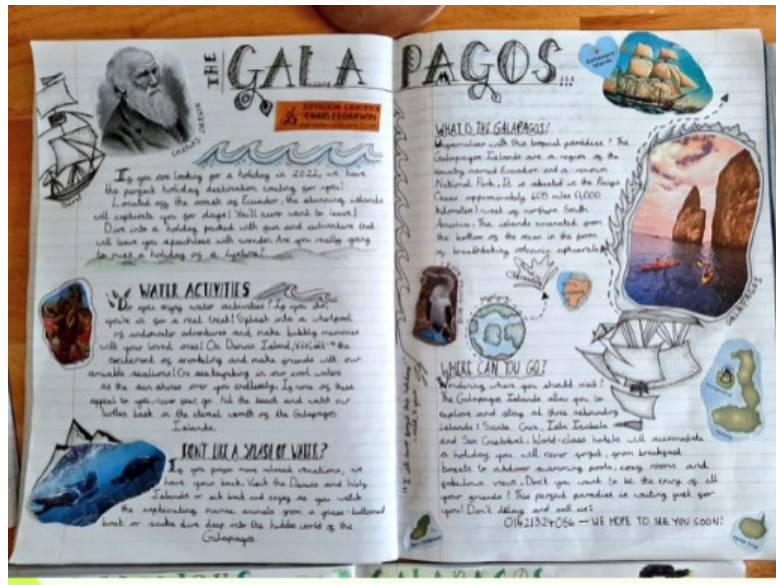 THE GALAPAGOS...
CHARLES DARWIN
ESTACION CIENTIFICA
CHARLES DARWIN
If you are looking for a holiday in 2022, we have
the perfect holiday destination waiting for you!
Located off the coast of Ecuador, the stunning islands
will captivate you for days! You'll never want to leave!
Dive into a holiday packed with fun and adventure that
will leave you speechless with wonder. Are you really going
to miss a holiday of a lifetime?
WATER ACTIVITIES
Do you enjoy water activities? If you do,
you're in for a real treat! Splash into a whirlpool
of underwater adventures and make bubbly memories
with your loved ones! On Darwin Island, the
excitement of snorkeling and make friends with our
amiable sealions! Go seakayaking in our cool waters
as the sun shines over you endlessly. If none of these
appeal to you, never fear, go hit the beach and watch our
turtles bask in the eternal warmth of the Galapagos
Islands.
DON'T LIKE A SPLASH OF WATER?
If you prefer more relaxed vacations, we
have your back. Visit the Darwin and Wolf
Islands or sit back and enjoy as you watch
the captivating marine animals from a glass-bottomed
boat or scuba dive deep into the hidden world of the
Galapagos.
Galapagos
Islands
WHAT IS THE GALAPAGOS?
Unfamiliar with this tropical paradise? The
Galapagos Islands are a region of the
country named Ecuador and a renown
National Park. It is situated in the Pacific
Ocean approximately 605 miles (1,000
kilometres) west of northern South
America. The islands emanated from
the bottom of the ocean in the form
of breathtaking volcanic upheavals.
GALAPAGOS
WHERE CAN YOU GO?
Wondering where you should visit?
The Galapagos Islands allow you to
explore and stay at three astounding
islands: Santa Cruz, Isla Isabela
and San Cristobal. World-class hotels will accomodate
a holiday you will never forget, from breakfast
boats to outdoor swimming pools, cosy rooms and
fabulous views. Don't you want to be the envy of all
your friends? This perfect paradise is waiting just for
you! Don't delay and call us:
01621324056 — WE HOPE TO SEE YOU SOON!